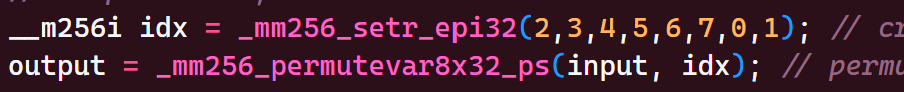 __m256i idx = _mm256_setr_epi32(2,3,4,5,6,7,0,1); // cr
output = _mm256_permutevar8x32_ps(input, idx); // permu